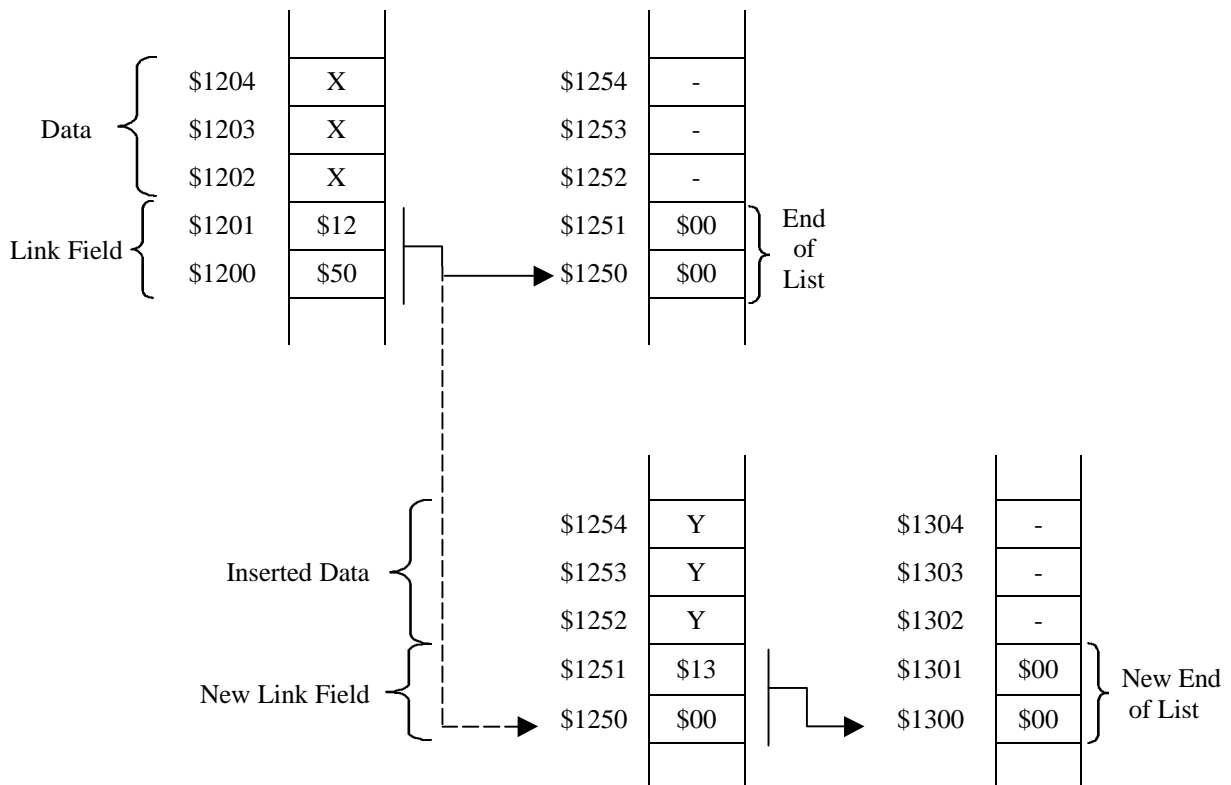 $1204 X $1254 -
Data $1203 X $1253 -
$1202 X $1252 -
$1201 $12 $1251 $00 End
Link Field of
$1200 $50 $1250 $00 List
$1254 Y $1304 -
Inserted Data $1253 Y $1303 -
$1252 Y $1302 -
$1251 $13 $1301 $00 New End
New Link Field of List
$1250 $00 $1300 $00